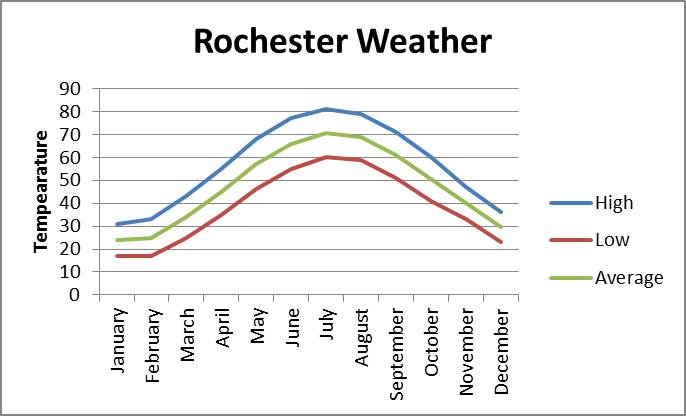 Rochester Weather
Tempearature
90
80
70
60
50
40
30
20
10
0
January
February
March
April
May
June
July
August
September
October
November
December
High
Low
Average